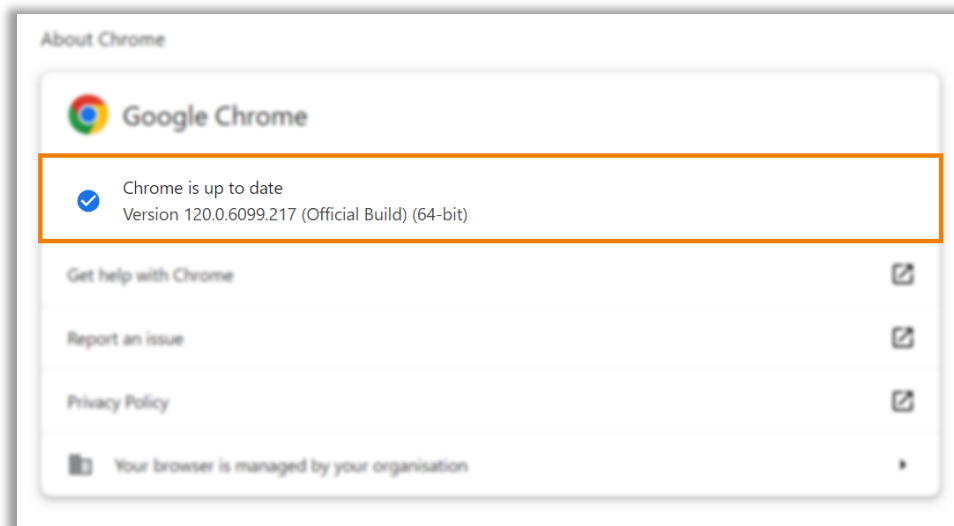 About Chrome
Google Chrome
Chrome is up to date
Version 120.0.6099.217 (Official Build) (64-bit)
Get help with Chrome
Report an issue
Privacy Policy
Your browser is managed by your organisation